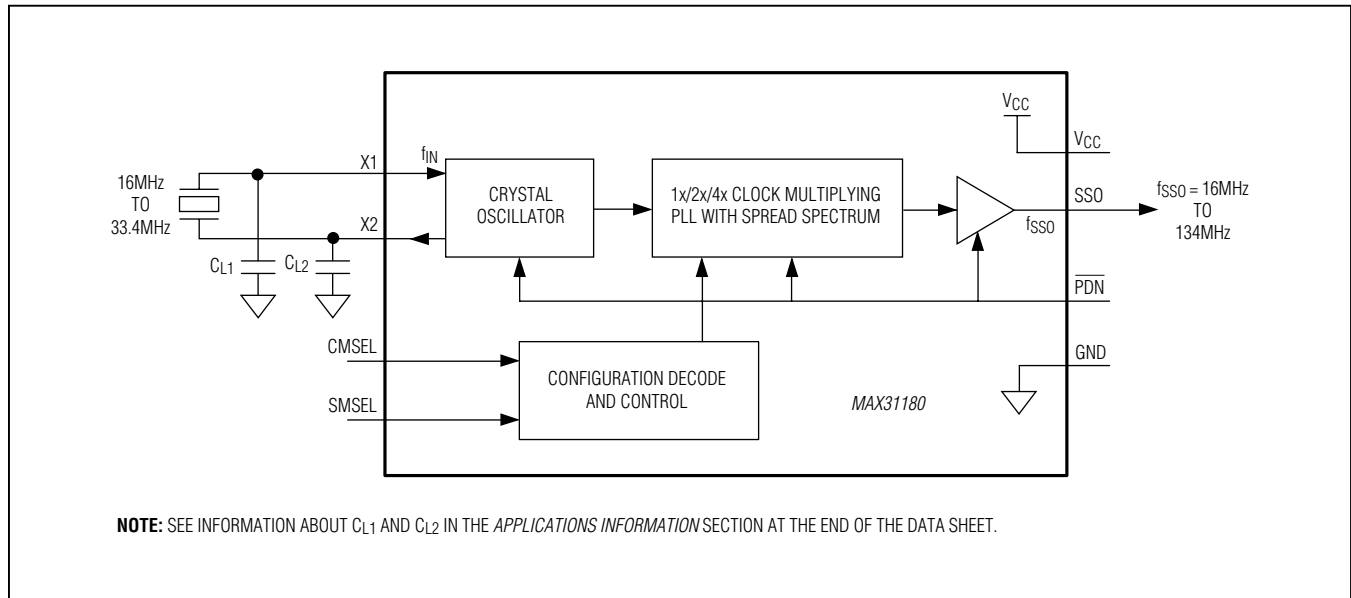 VCC
VCC
X1
fIN
16MHz
TO
33.4MHz
CRYSTAL
OSCILLATOR
1x/2x/4x CLOCK MULTIPLYING
PLL WITH SPREAD SPECTRUM
SSO
fSSO
fSSO = 16MHz
TO
134MHz
X2
CL1
CL2
PDN
CMSEL
SMSEL
CONFIGURATION DECODE
AND CONTROL
GND
MAX31180
NOTE: SEE INFORMATION ABOUT CL1 AND CL2 IN THE APPLICATIONS INFORMATION SECTION AT THE END OF THE DATA SHEET.